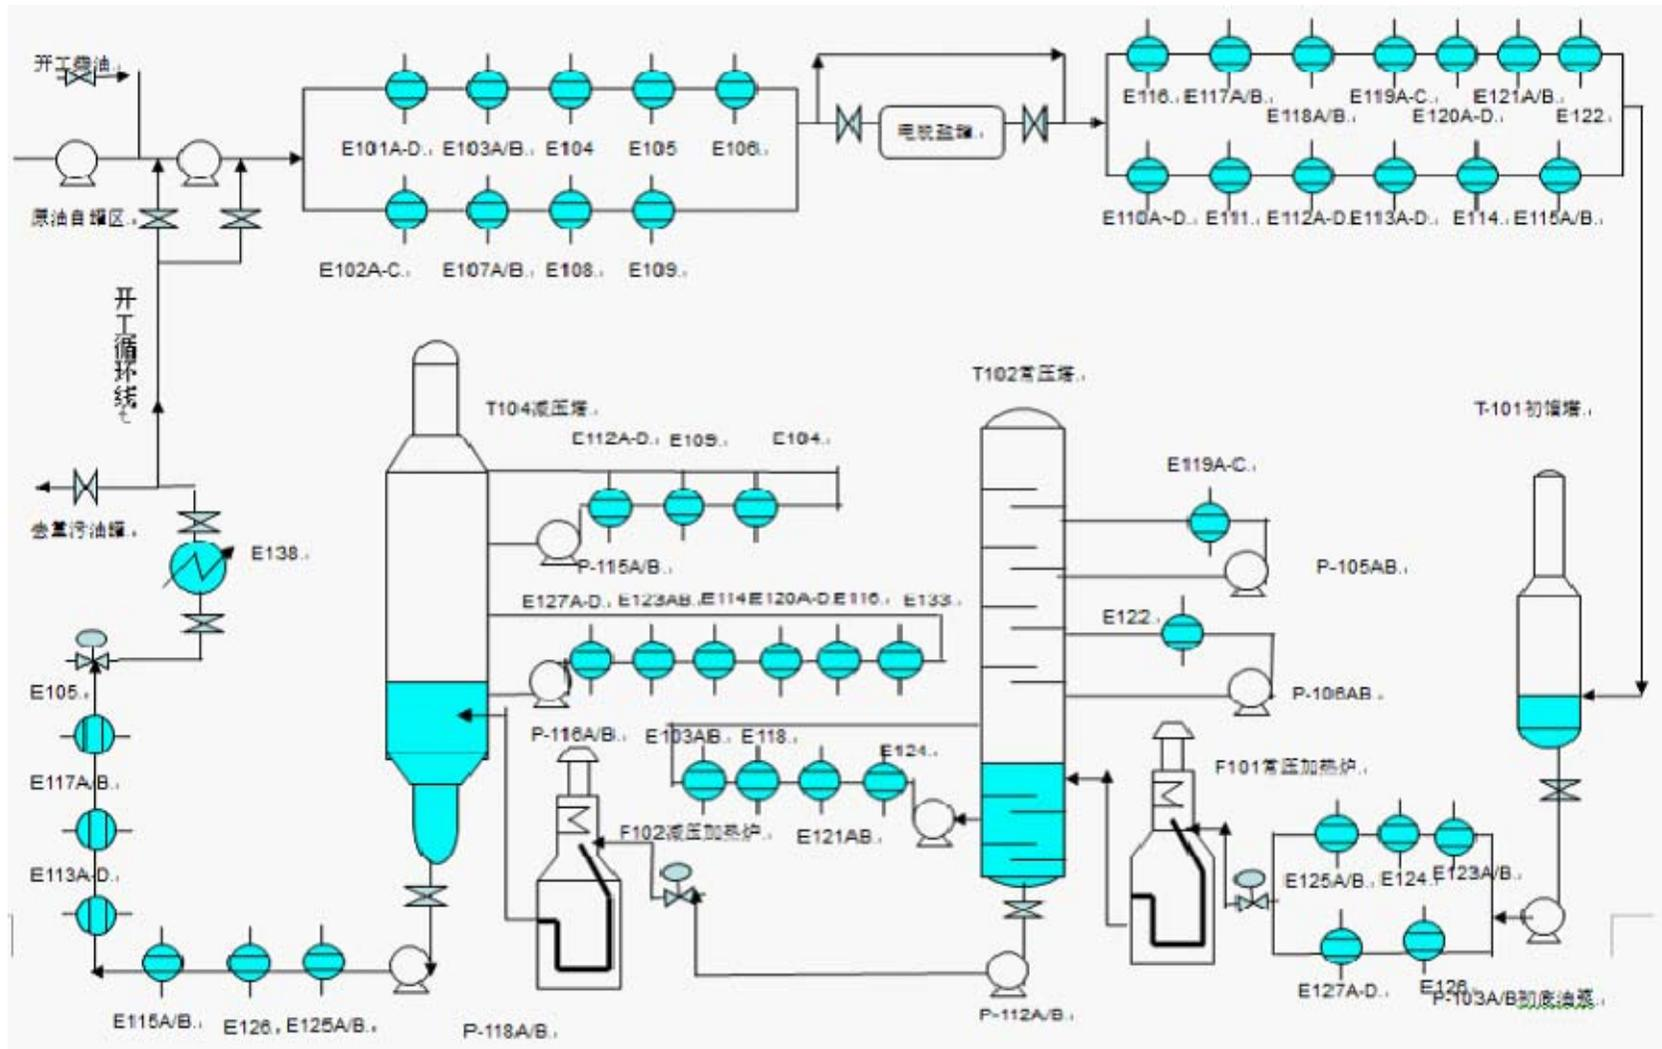 开工柴油
E101A-D. E103A/B. E104 E105 E106.
原油自罐区
E102A-C. E107A/B. E108. E109.
电脱盐罐.
E116. E117A/B. E118A/B. E119A-C. E120A-D. E121A/B. E122.
E110A~D. E111. E112A-D. E113A-D. E114. E115A/B.
开工循环线
T104减压塔.
T102常压塔.
T-101初馏塔.
E112A-D. E109. E104.
E119A-C.
去重污油罐.
E138.
P-115A/B.
P-105AB.
E127A-D. E123AB. E114 E120A-D E116. E133.
E122.
E105.
P-106AB.
P-116A/B. E103AB. E118.
E124.
E117A/B.
F101常压加热炉.
F102减压加热炉.
E121AB.
E113A-D.
E125A/B. E124. E123A/B.
E127A-D. E126.
P-103A/B初底油泵.
E115A/B. E126. E125A/B.
P-118A/B.
P-112A/B.